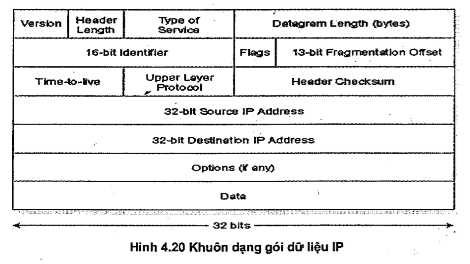 Version Header Length Type of Service Datagram Length (bytes)
16-bit Identifier Flags 13-bit Fragmentation Offset
Time-to-live Upper Layer Protocol Header Checksum
32-bit Source IP Address
32-bit Destination IP Address
Options (if any)
Data
32 bits
Hình 4.20 Khuôn dạng gói dữ liệu IP